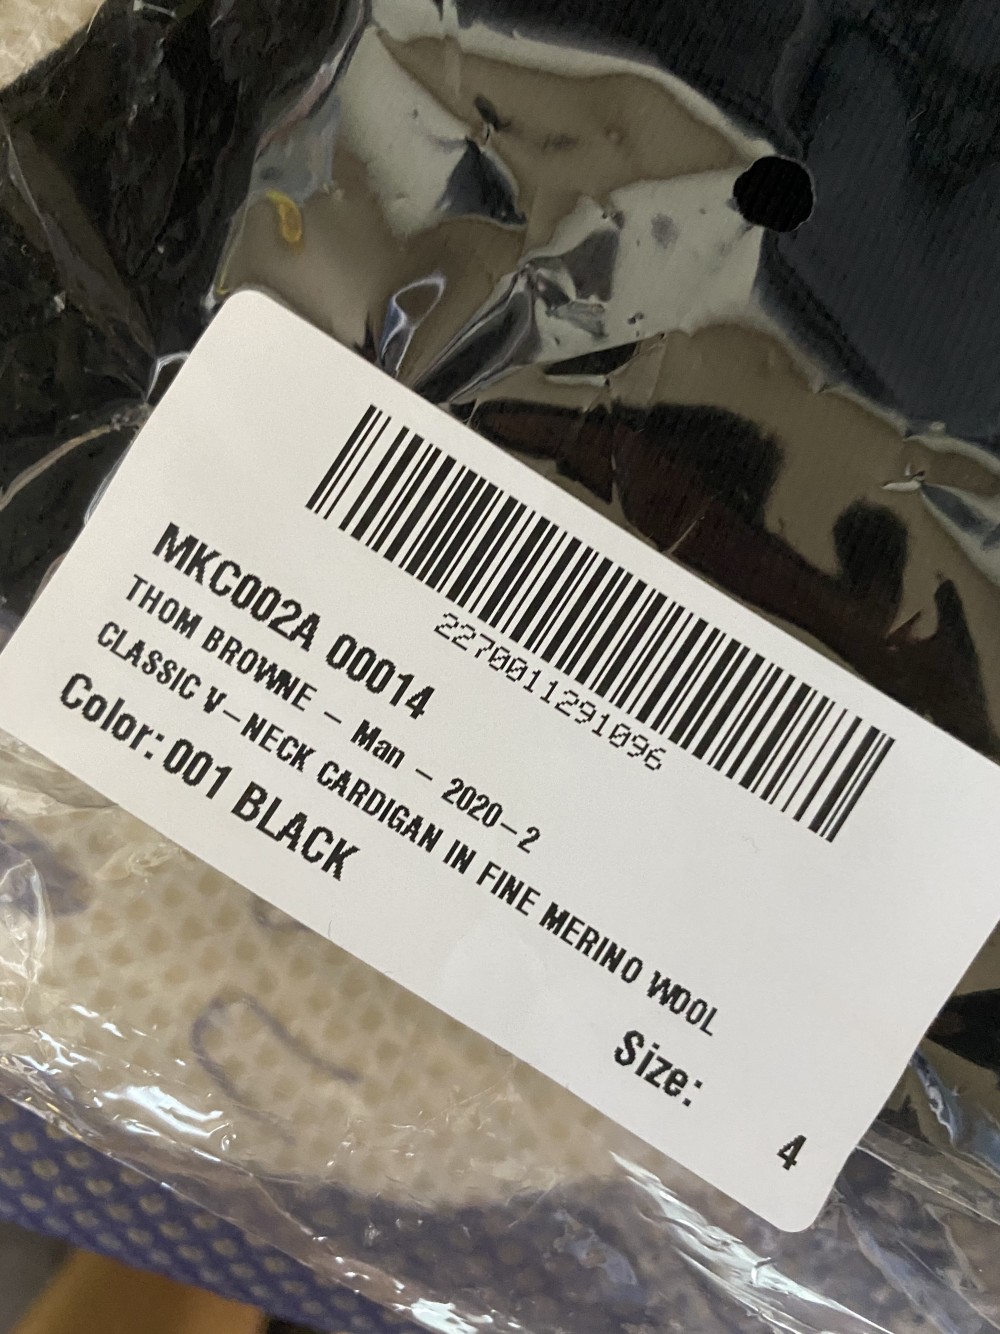 2270011291096
MKC002A 00014
THOM BROWNE - Man - 2020-2
CLASSIC V-NECK CARDIGAN IN FINE MERINO WOOL
Color: 001 BLACK
Size:
4